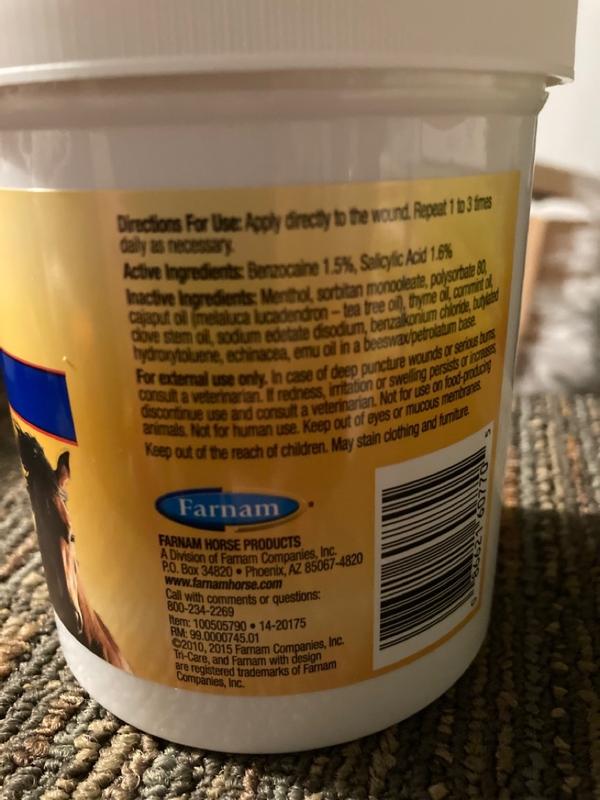 Directions For Use: Apply directly to the wound. Repeat 1 to 3 times
daily as necessary.
Active Ingredients: Benzocaine 1.5%, Salicylic Acid 1.6%
Inactive Ingredients: Menthol, sorbitan monooleate, polysorbate 80,
cajaput oil (melaluca lucadendron – tea tree oil), thyme oil, cornmint oil,
clove stem oil, sodium edetate disodium, benzalkonium chloride, butylated
hydroxytoluene, echinacea, emu oil in a beeswax/petrolatum base.
For external use only. In case of deep puncture wounds or serious burns,
consult a veterinarian. If redness, irritation or swelling persists or increases,
discontinue use and consult a veterinarian. Not for use on food-producing
animals. Not for human use. Keep out of eyes or mucous membranes.
Keep out of the reach of children. May stain clothing and furniture.
Farnam
FARNAM HORSE PRODUCTS
A Division of Farnam Companies, Inc.
P.O. Box 34820 • Phoenix, AZ 85067-4820
www.farnamhorse.com
Call with comments or questions:
800-234-2269
Item: 100505790 • 14-20175
RM: 99.0000745.01
©2010, 2015 Farnam Companies, Inc.
Tri-Care, and Farnam with design
are registered trademarks of Farnam
Companies, Inc.